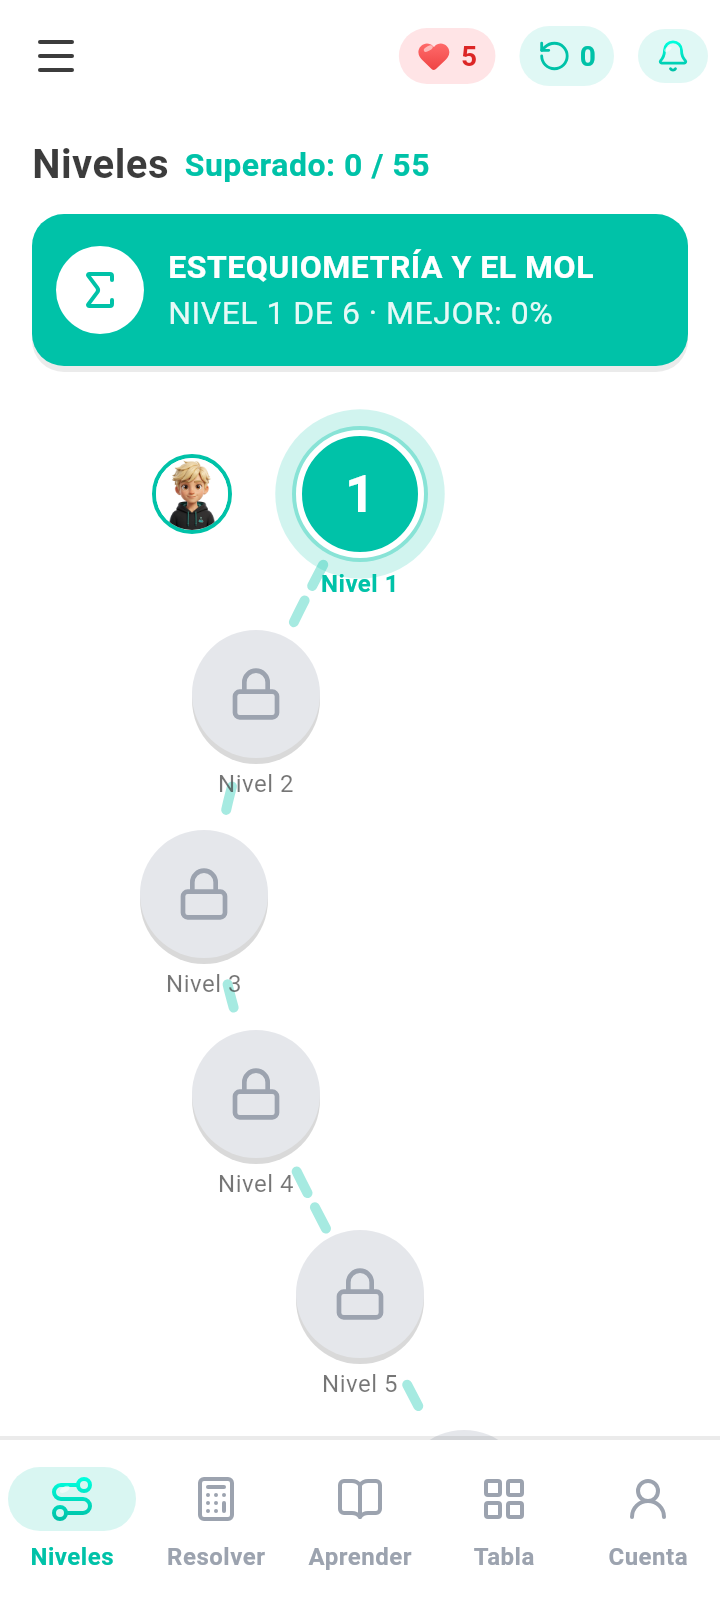 5
0
Niveles Superado: 0 / 55
ESTEQUIOMETRÍA Y EL MOL
NIVEL 1 DE 6 · MEJOR: 0%
1
Nivel 1
Nivel 2
Nivel 3
Nivel 4
Nivel 5
Niveles Resolver Aprender Tabla Cuenta